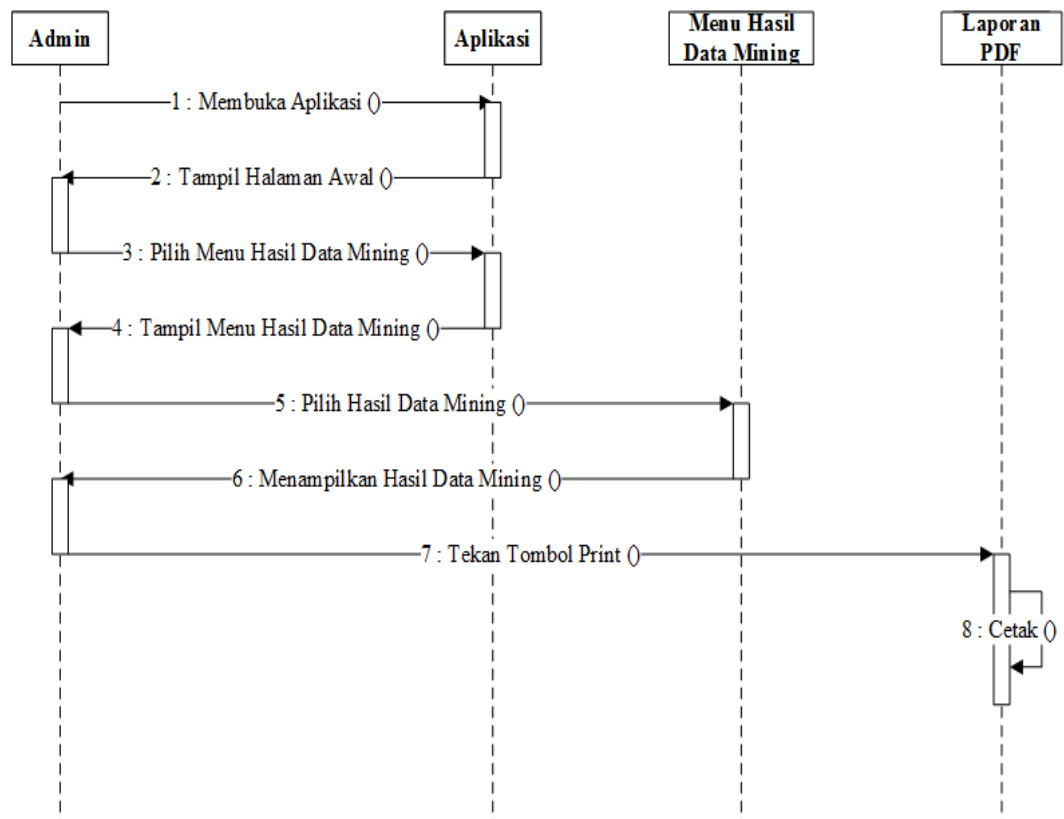 Admin
Aplikasi
Menu Hasil
Data Mining
Laporan
PDF
1 : Membuka Aplikasi ()
2 : Tampil Halaman Awal ()
3 : Pilih Menu Hasil Data Mining ()
4 : Tampil Menu Hasil Data Mining ()
5 : Pilih Hasil Data Mining ()
6 : Menampilkan Hasil Data Mining ()
7 : Tekan Tombol Print ()
8 : Cetak ()